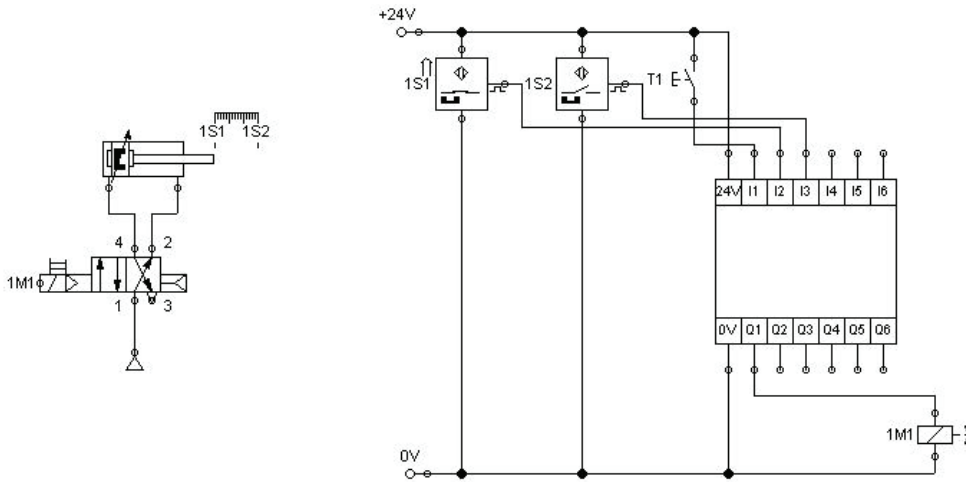 +24V
1S1
1S2
T1
1S1 1S2
24V I1 I2 I3 I4 I5 I6
4 2
1M1
1 3
0V Q1 Q2 Q3 Q4 Q5 Q6
1M1
0V